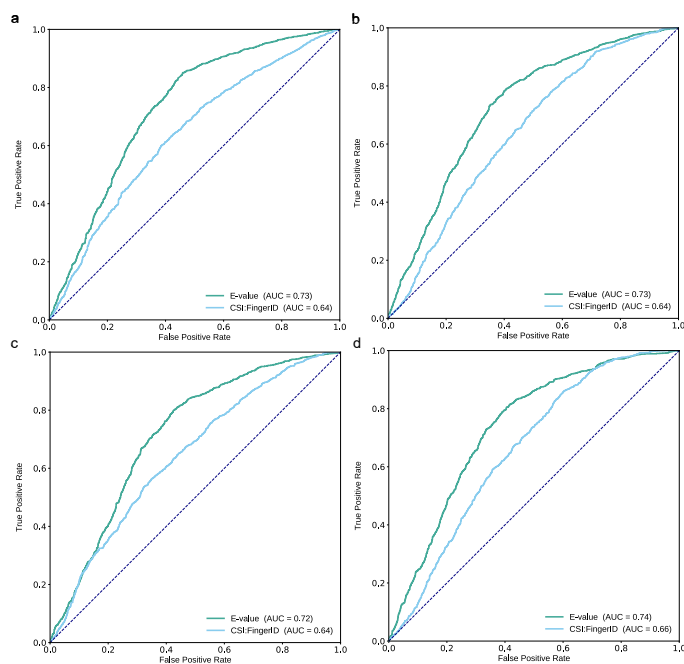 a
1.0
0.8
0.6
0.4
0.2
0.0
0.0 0.2 0.4 0.6 0.8 1.0
True Positive Rate
False Positive Rate
E-value (AUC = 0.73)
CSI:FingerID (AUC = 0.64)
b
1.0
0.8
0.6
0.4
0.2
0.0
0.0 0.2 0.4 0.6 0.8 1.0
True Positive Rate
False Positive Rate
E-value (AUC = 0.73)
CSI:FingerID (AUC = 0.64)
c
1.0
0.8
0.6
0.4
0.2
0.0
0.0 0.2 0.4 0.6 0.8 1.0
True Positive Rate
False Positive Rate
E-value (AUC = 0.72)
CSI:FingerID (AUC = 0.64)
d
1,0
0,8
0,6
0,4
0,2
0,0
0.0 0.2 0.4 0.6 0.8 1.0
True Positive Rate
False Positive Rate
E-value (AUC = 0.74)
CSI:FingerID (AUC = 0.66)